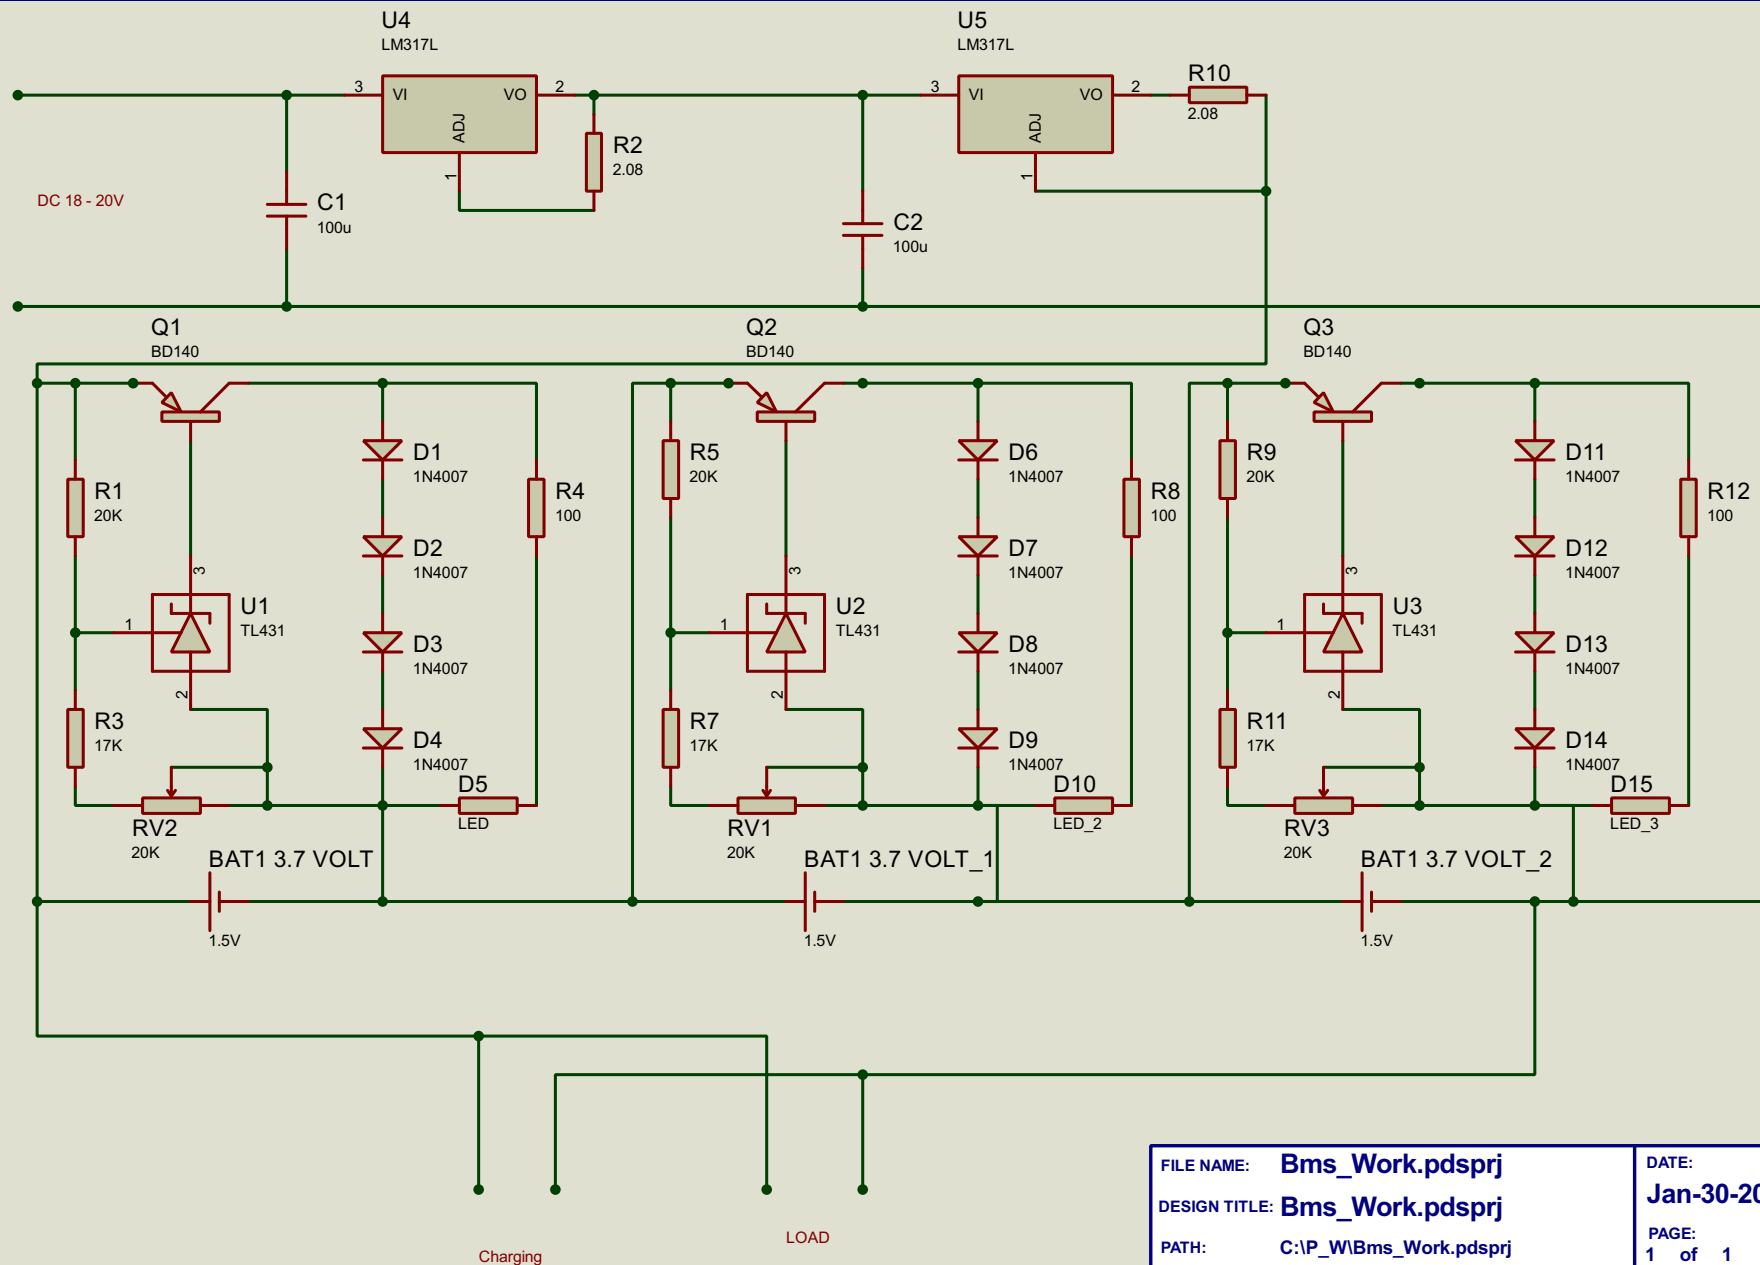 U4
LM317L
3
VI
VO
2
ADJ
1
R2
2.08
DC 18 - 20V
C1
100u
U5
LM317L
3
VI
VO
2
ADJ
1
R10
2.08
C2
100u
Q1
BD140
R1
20K
D1
1N4007
D2
1N4007
R4
100
3
1
U1
TL431
2
D3
1N4007
R3
17K
D4
1N4007
D5
LED
RV2
20K
BAT1 3.7 VOLT
1.5V
Q2
BD140
R5
20K
D6
1N4007
D7
1N4007
R8
100
3
1
U2
TL431
2
D8
1N4007
R7
17K
D9
1N4007
D10
LED_2
RV1
20K
BAT1 3.7 VOLT_1
1.5V
Q3
BD140
R9
20K
D11
1N4007
D12
1N4007
R12
100
3
1
U3
TL431
2
D13
1N4007
R11
17K
D14
1N4007
D15
LED_3
RV3
20K
BAT1 3.7 VOLT_2
1.5V
Charging
LOAD
FILE NAME: Bms_Work.pdsprj
DESIGN TITLE: Bms_Work.pdsprj
PATH: C:\P_W\Bms_Work.pdsprj
DATE:
Jan-30-20
PAGE:
1 of 1